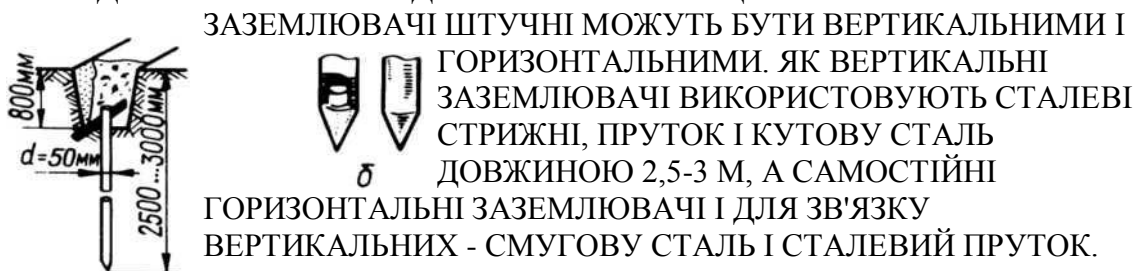 ЗАЗЕМЛЮВАЧІ ШТУЧНІ МОЖУТЬ БУТИ ВЕРТИКАЛЬНИМИ І
ГОРИЗОНТАЛЬНИМИ. ЯК ВЕРТИКАЛЬНІ
ЗАЗЕМЛЮВАЧІ ВИКОРИСТОВУЮТЬ СТАЛЕВІ
СТРИЖНІ, ПРУТОК І КУТОВУ СТАЛЬ
ДОВЖИНОЮ 2,5-3 М, А САМОСТІЙНІ
ГОРИЗОНТАЛЬНІ ЗАЗЕМЛЮВАЧІ І ДЛЯ ЗВ'ЯЗКУ
ВЕРТИКАЛЬНИХ - СМУГОВУ СТАЛЬ І СТАЛЕВИЙ ПРУТОК.
800мм
d=50мм
2500...3000мм
б